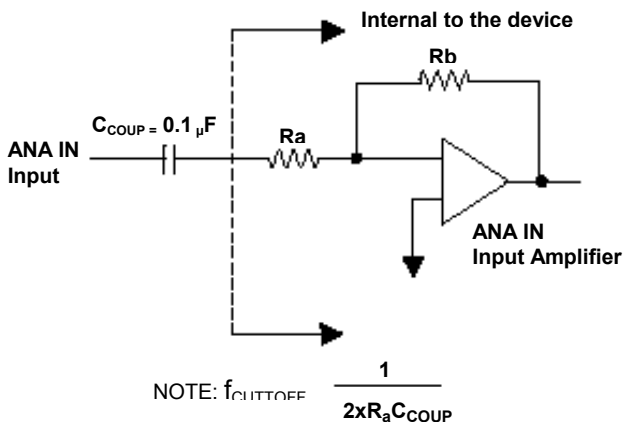 Internal to the device
Rb
CCOUP = 0.1 µF
Ra
ANA IN
Input
ANA IN
Input Amplifier
NOTE: fCUTTOFF
1
2xRaCCOUP